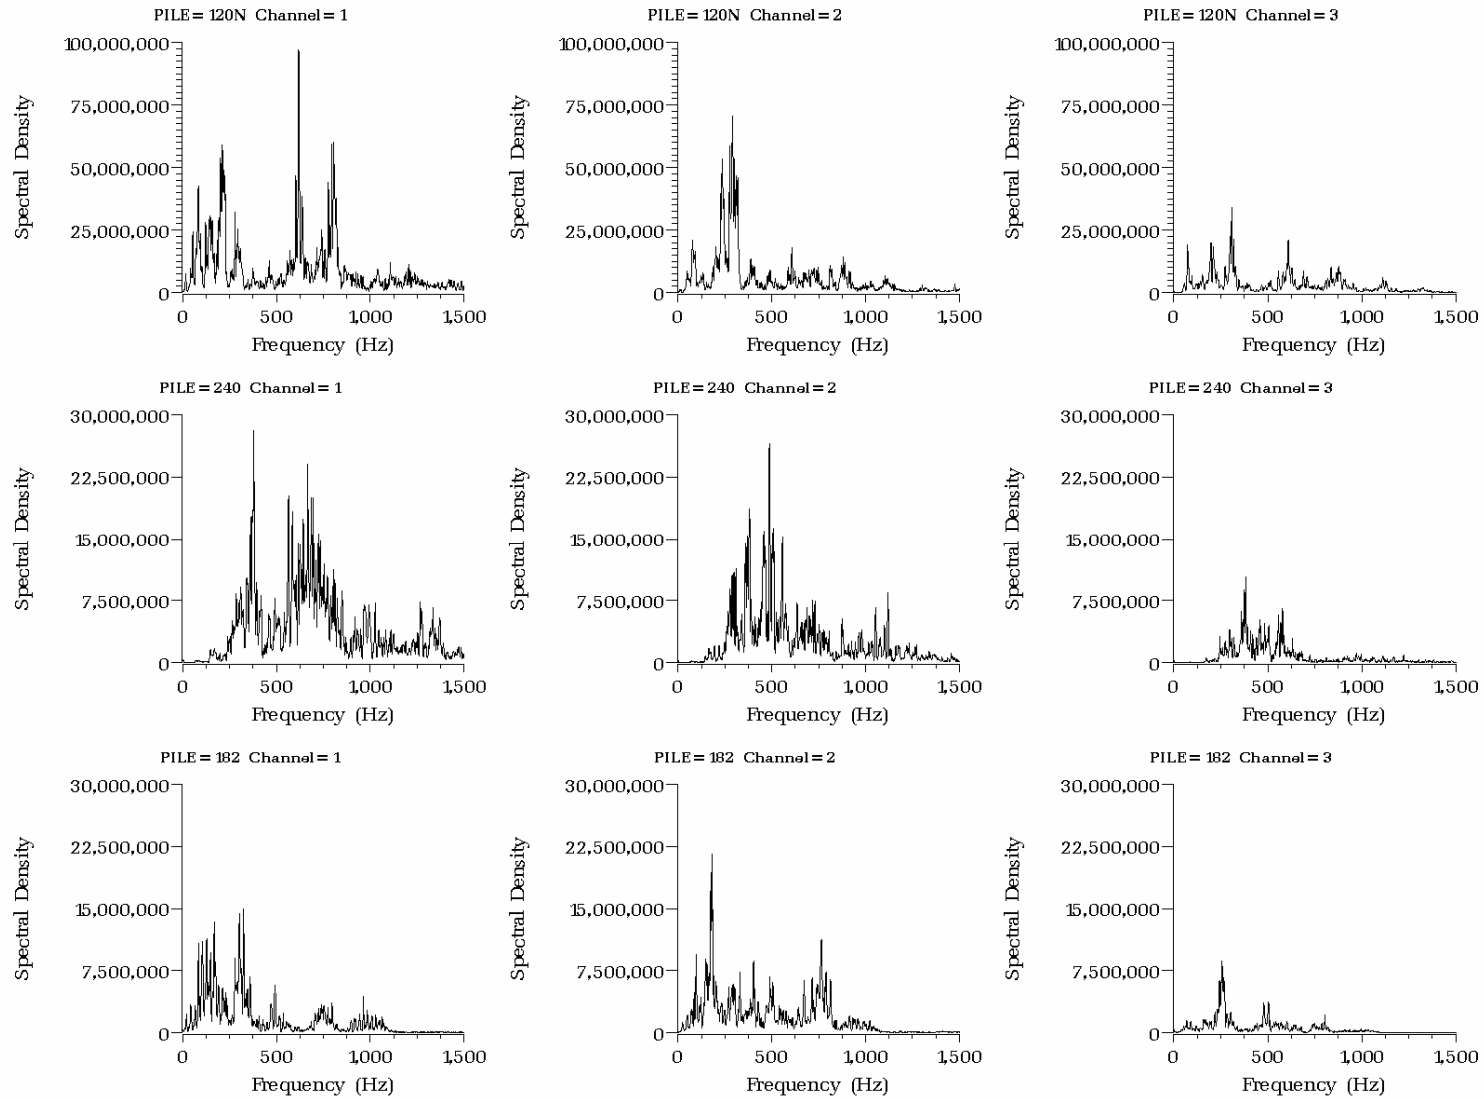 PILE=120N Channel=1
100,000,000
75,000,000
50,000,000
25,000,000
0
0 500 1,000 1,500
Spectral Density
Frequency (Hz)
PILE=120N Channel=2
100,000,000
75,000,000
50,000,000
25,000,000
0
0 500 1,000 1,500
Spectral Density
Frequency (Hz)
PILE=120N Channel=3
100,000,000
75,000,000
50,000,000
25,000,000
0
0 500 1,000 1,500
Spectral Density
Frequency (Hz)
PILE=240 Channel=1
30,000,000
22,500,000
15,000,000
7,500,000
0
0 500 1,000 1,500
Spectral Density
Frequency (Hz)
PILE=240 Channel=2
30,000,000
22,500,000
15,000,000
7,500,000
0
0 500 1,000 1,500
Spectral Density
Frequency (Hz)
PILE=240 Channel=3
30,000,000
22,500,000
15,000,000
7,500,000
0
0 500 1,000 1,500
Spectral Density
Frequency (Hz)
PILE=182 Channel=1
30,000,000
22,500,000
15,000,000
7,500,000
0
0 500 1,000 1,500
Spectral Density
Frequency (Hz)
PILE=182 Channel=2
30,000,000
22,500,000
15,000,000
7,500,000
0
0 500 1,000 1,500
Spectral Density
Frequency (Hz)
PILE=182 Channel=3
30,000,000
22,500,000
15,000,000
7,500,000
0
0 500 1,000 1,500
Spectral Density
Frequency (Hz)